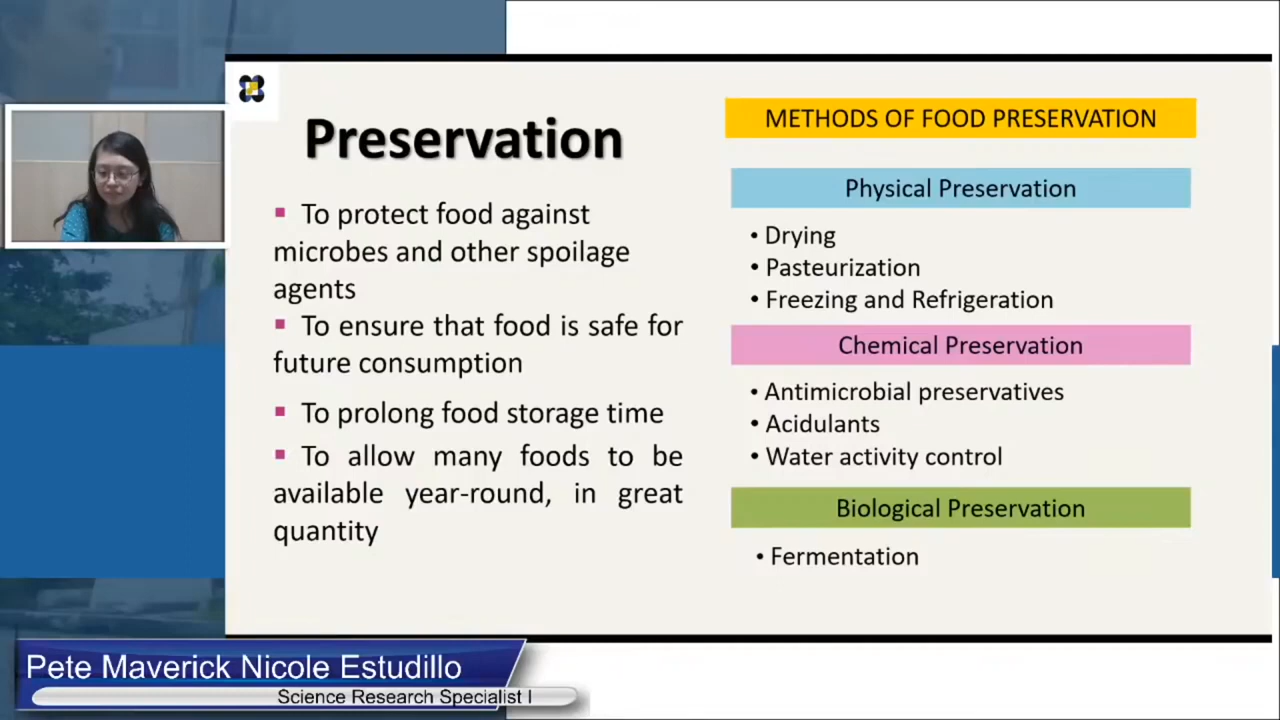 Preservation
▪ To protect food against
microbes and other spoilage
agents
▪ To ensure that food is safe for
future consumption
▪ To prolong food storage time
▪ To allow many foods to be
available year-round, in great
quantity
METHODS OF FOOD PRESERVATION
Physical Preservation
• Drying
• Pasteurization
• Freezing and Refrigeration
Chemical Preservation
• Antimicrobial preservatives
• Acidulants
• Water activity control
Biological Preservation
• Fermentation
Pete Maverick Nicole Estudillo
Science Research Specialist I